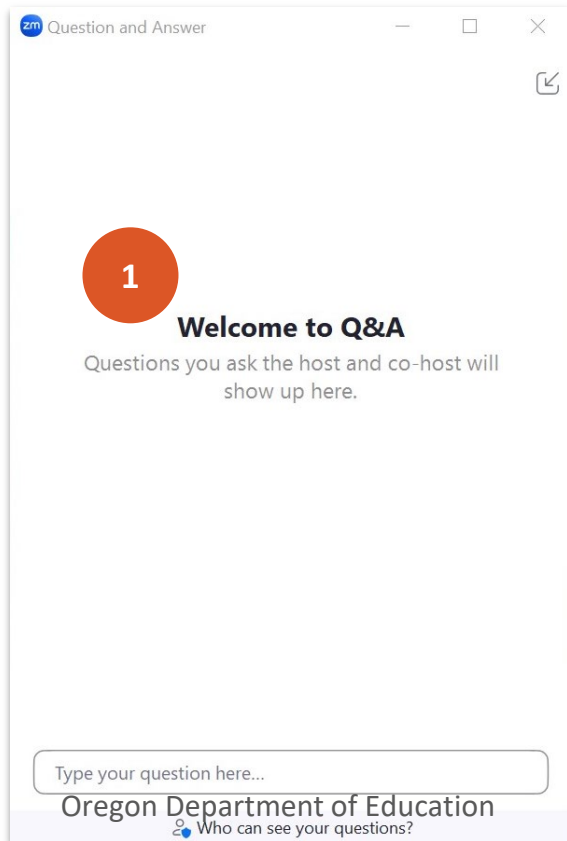 zm Question and Answer
1
Welcome to Q&A
Questions you ask the host and co-host will
show up here.
Type your question here...
Oregon Department of Education
Who can see your questions?